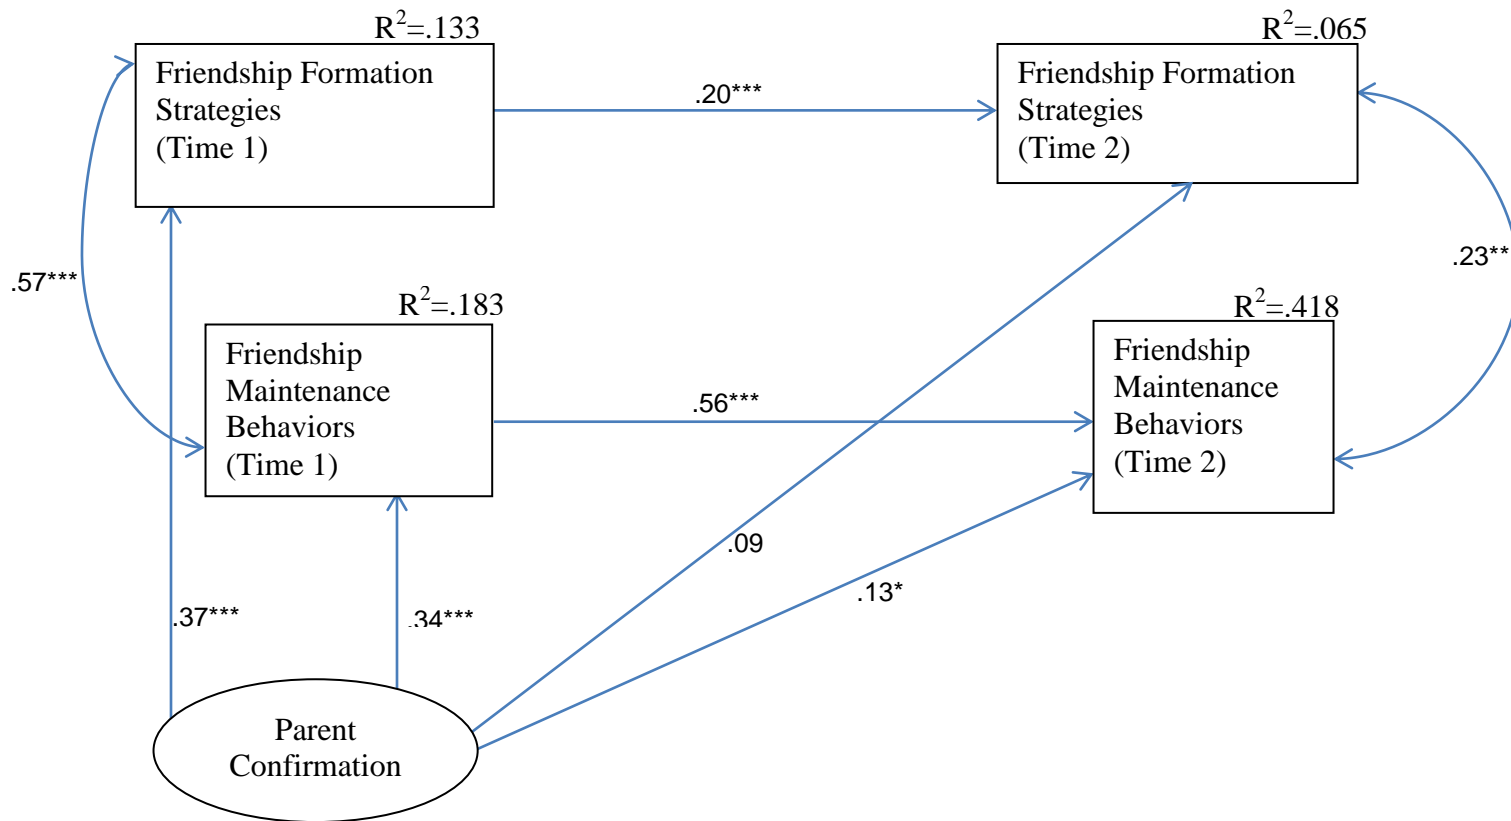 R²=.133
Friendship Formation
Strategies
(Time 1)
.20***
R²=.065
Friendship Formation
Strategies
(Time 2)
.57***
.23**
R²=.183
Friendship
Maintenance
Behaviors
(Time 1)
.56***
R²=.418
Friendship
Maintenance
Behaviors
(Time 2)
.09
.13*
.37***
.34***
Parent
Confirmation